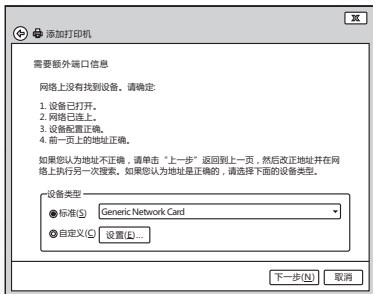 添加打印机
需要额外端口信息
网络上没有找到设备。请确定:
1. 设备已打开。
2. 网络已连上。
3. 设备配置正确。
4. 前一页上的地址正确。
如果您认为地址不正确，请单击“上一步”返回到上一页，然后改正地址并在网
络上执行另一次搜索。如果您认为地址是正确的，请选择下面的设备类型。
设备类型
标准(S) Generic Network Card
自定义(C) 设置(E)...
下一步(N) 取消